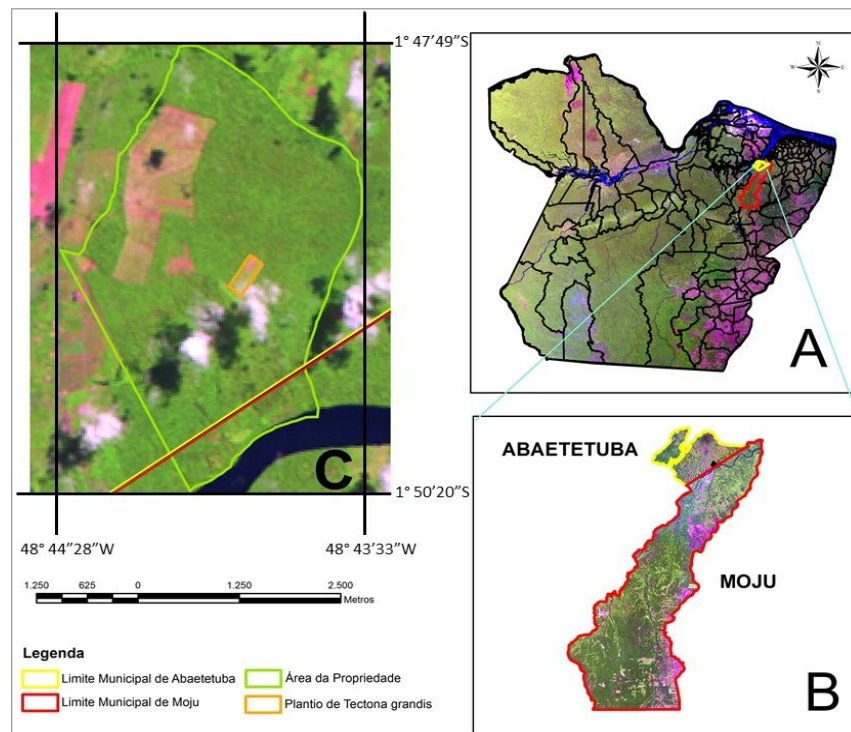 1° 47’49”S
N
W E
S
A
C
1° 50’20”S
48° 44’28”W 48° 43’33”W
1.250 625 0 1.250 2.500
Metros
Legenda
Limite Municipal de Abaetetuba
Área da Propriedade
Limite Municipal de Moju
Plantio de Tectona grandis
ABAETETUBA
MOJU
B